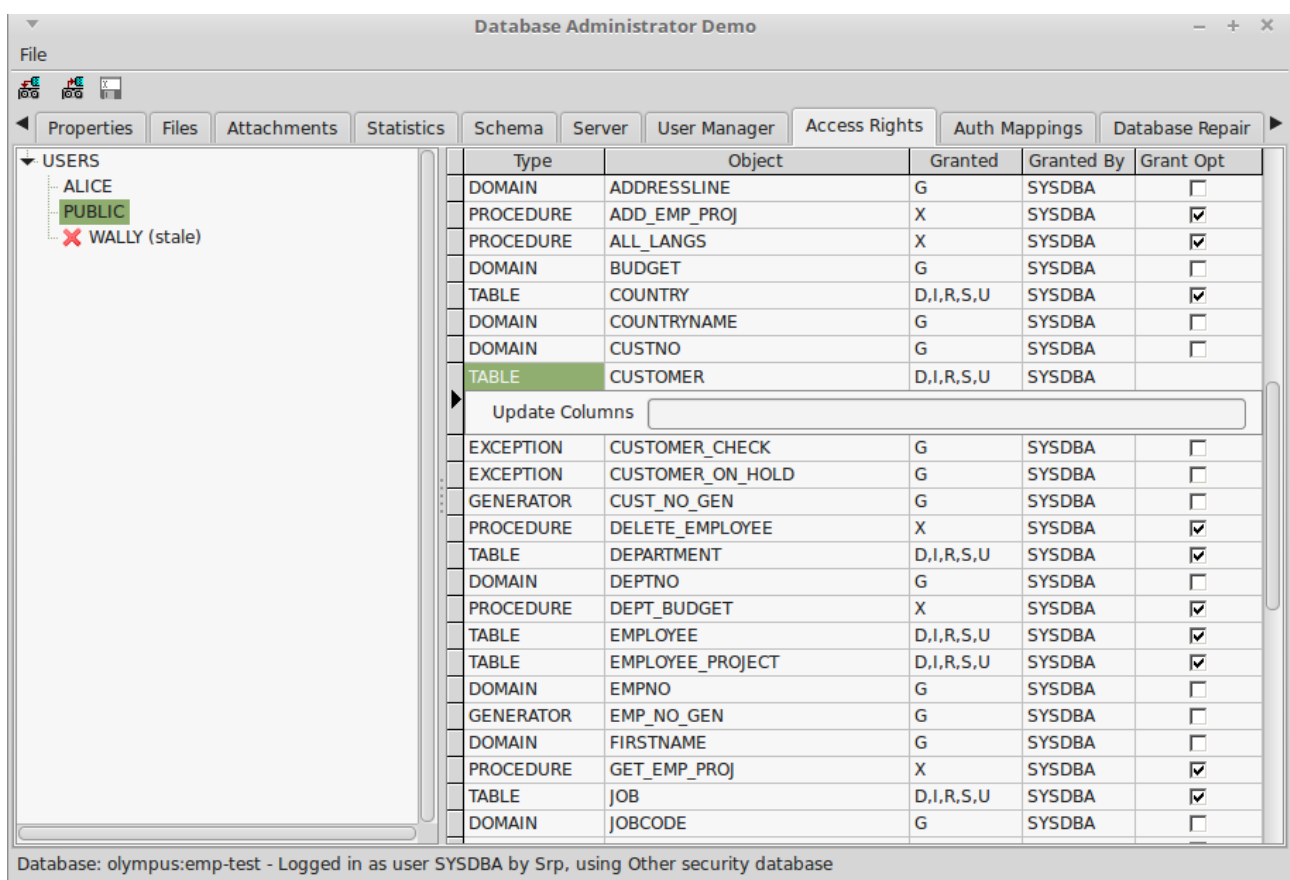 Database Administrator Demo
File
Properties Files Attachments Statistics Schema Server User Manager Access Rights Auth Mappings Database Repair
USERS
ALICE
PUBLIC
WALLY (stale)
Type Object Granted Granted By Grant Opt
DOMAIN ADDRESSLINE G SYSDBA
PROCEDURE ADD_EMP_PROJ X SYSDBA
PROCEDURE ALL_LANGS X SYSDBA
DOMAIN BUDGET G SYSDBA
TABLE COUNTRY D,I,R,S,U SYSDBA
DOMAIN COUNTRYNAME G SYSDBA
DOMAIN CUSTNO G SYSDBA
TABLE CUSTOMER D,I,R,S,U SYSDBA
Update Columns
EXCEPTION CUSTOMER_CHECK G SYSDBA
EXCEPTION CUSTOMER_ON_HOLD G SYSDBA
GENERATOR CUST_NO_GEN G SYSDBA
PROCEDURE DELETE_EMPLOYEE X SYSDBA
TABLE DEPARTMENT D,I,R,S,U SYSDBA
DOMAIN DEPTNO G SYSDBA
PROCEDURE DEPT_BUDGET X SYSDBA
TABLE EMPLOYEE D,I,R,S,U SYSDBA
TABLE EMPLOYEE_PROJECT D,I,R,S,U SYSDBA
DOMAIN EMPNO G SYSDBA
GENERATOR EMP_NO_GEN G SYSDBA
DOMAIN FIRSTNAME G SYSDBA
PROCEDURE GET_EMP_PROJ X SYSDBA
TABLE JOB D,I,R,S,U SYSDBA
DOMAIN JOBCODE G SYSDBA
Database: olympus:emp-test - Logged in as user SYSDBA by Srp, using Other security database